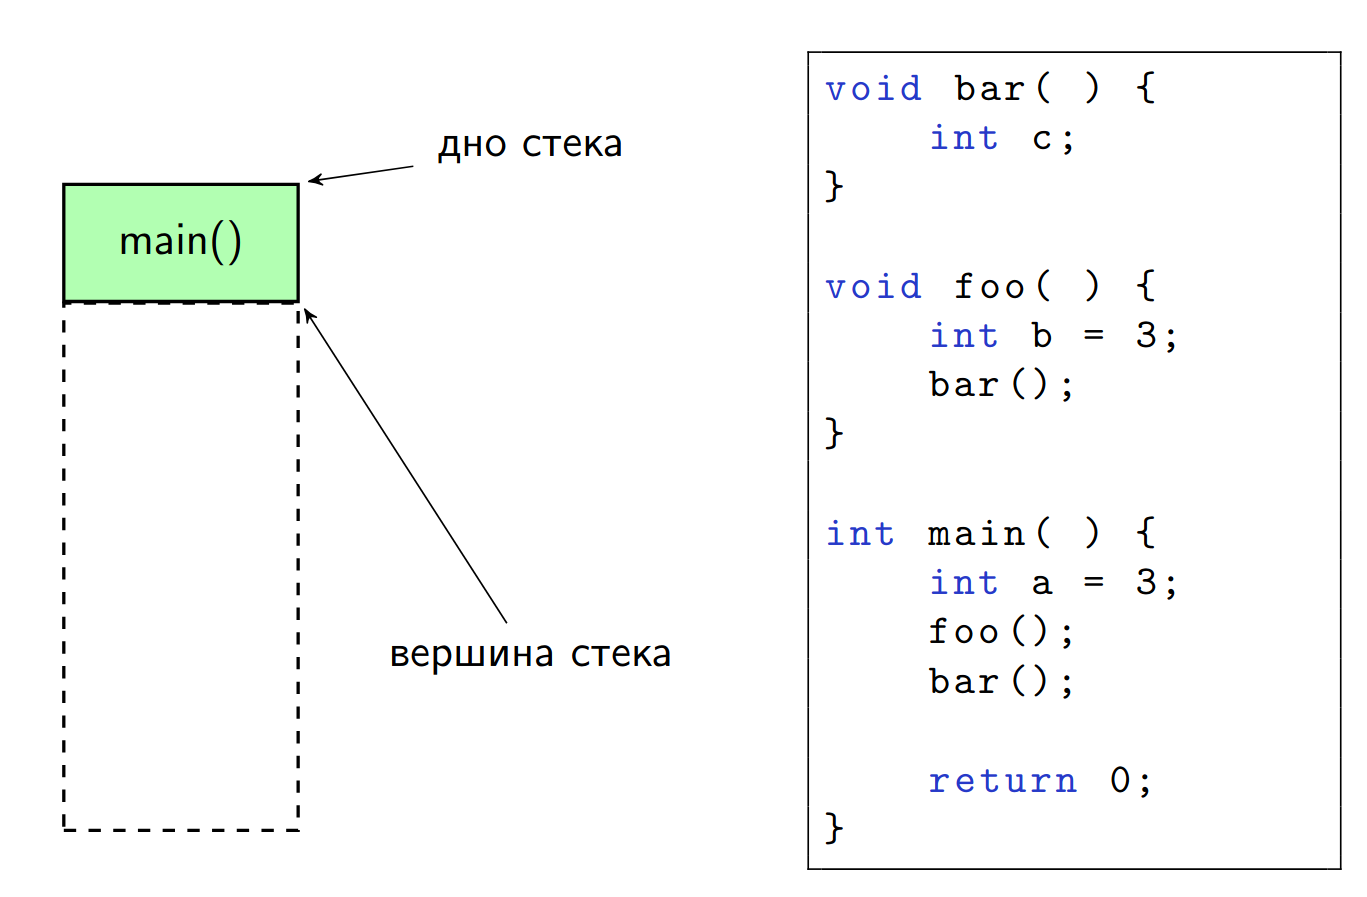 дно стека
main()
вершина стека
void bar( ) {
    int c;
}

void foo( ) {
    int b = 3;
    bar();
}

int main( ) {
    int a = 3;
    foo();
    bar();

    return 0;
}